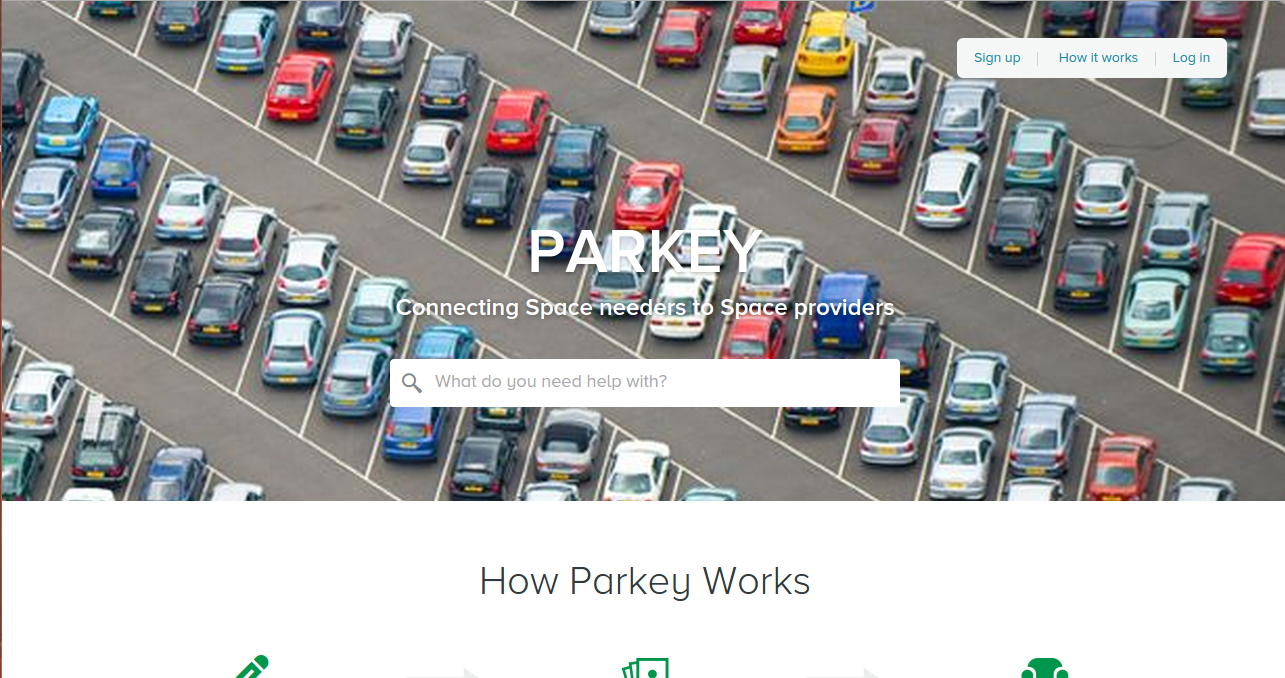 Sign up
How it works
Log in
PARKEY
Connecting Space needers to Space providers
What do you need help with?
How Parkey Works